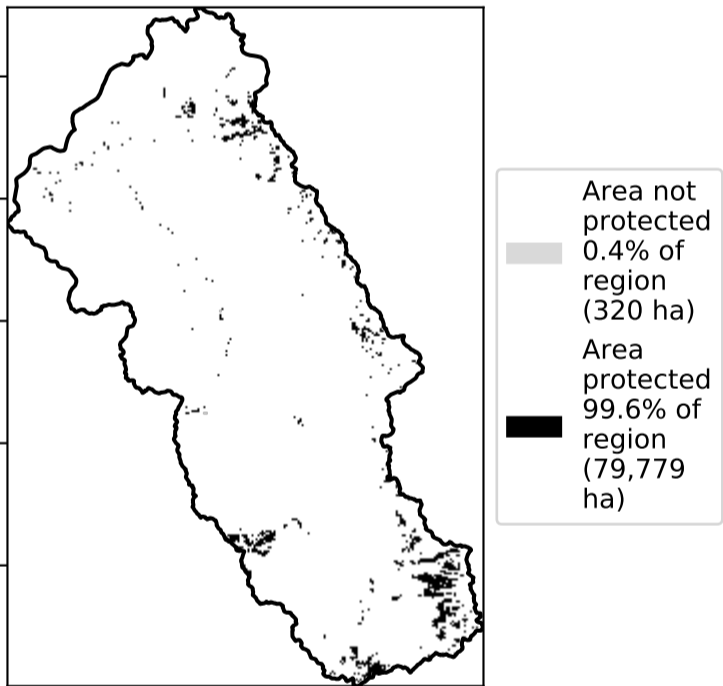 Area not
protected
0.4% of
region
(320 ha)
Area
protected
99.6% of
region
(79,779
ha)